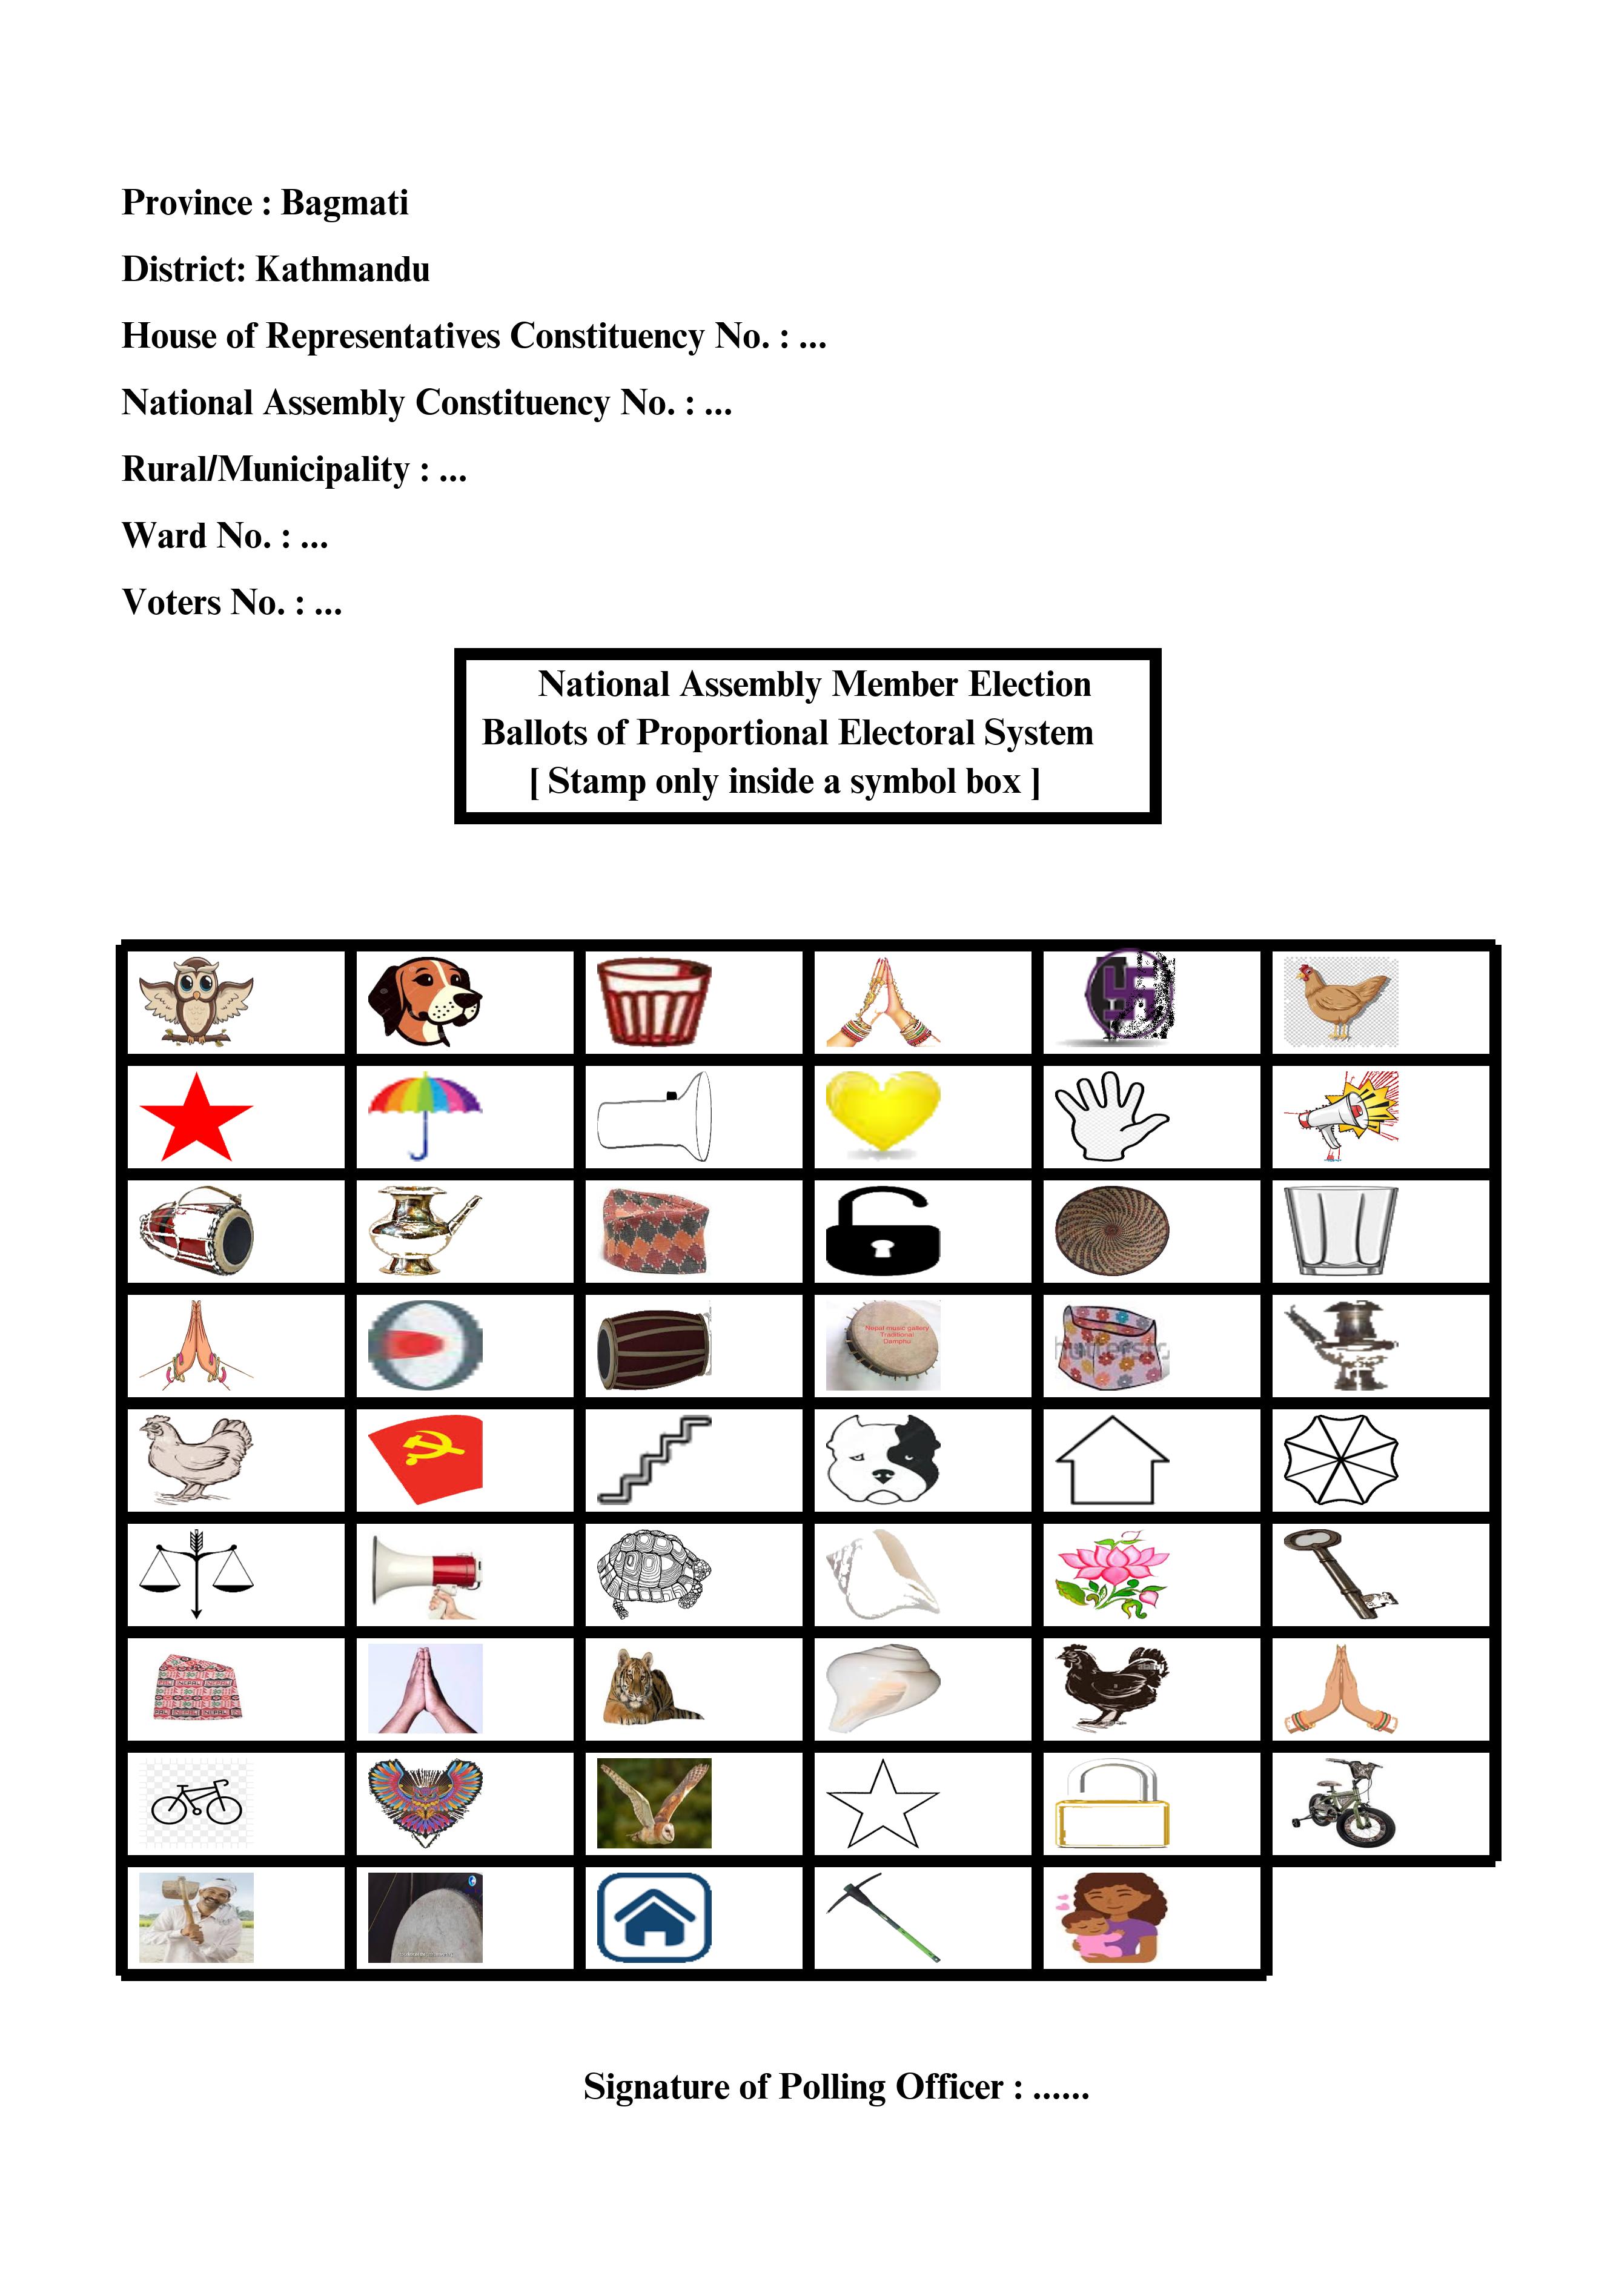 Province : Bagmati
District: Kathmandu
House of Representatives Constituency No. : ...
National Assembly Constituency No. : ...
Rural/Municipality : ...
Ward No. : ...
Voters No. : ...
National Assembly Member Election
Ballots of Proportional Electoral System
[ Stamp only inside a symbol box ]
Nepal music gallery
Traditional
Damphu
Signature of Polling Officer : ......